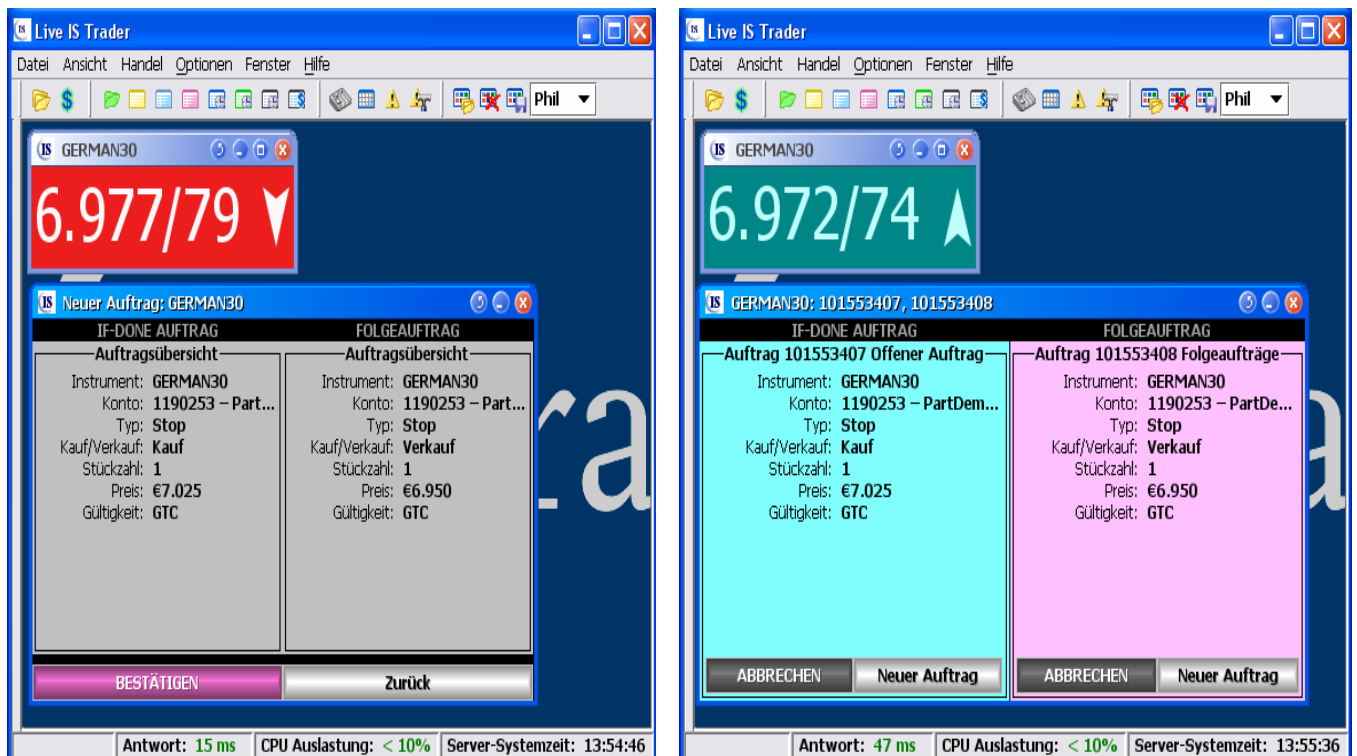 Live IS Trader
Datei Ansicht Handel Optionen Fenster Hilfe
Phil
IS GERMAN30
6.977/79
IS Neuer Auftrag: GERMAN30
IF-DONE AUFTRAG FOLGEAUFTRAG
Auftragsübersicht Auftragsübersicht
Instrument: GERMAN30 Instrument: GERMAN30
Konto: 1190253 – Part... Konto: 1190253 – Part...
Typ: Stop Typ: Stop
Kauf/Verkauf: Kauf Kauf/Verkauf: Verkauf
Stückzahl: 1 Stückzahl: 1
Preis: €7.025 Preis: €6.950
Gültigkeit: GTC Gültigkeit: GTC
BESTÄTIGEN Zurück
Antwort: 15 ms CPU Auslastung: < 10% Server-Systemzeit: 13:54:46
Live IS Trader
Datei Ansicht Handel Optionen Fenster Hilfe
Phil
IS GERMAN30
6.972/74
IS GERMAN30: 101553407, 101553408
IF-DONE AUFTRAG FOLGEAUFTRAG
Auftrag 101553407 Offener Auftrag Auftrag 101553408 Folgeaufträge
Instrument: GERMAN30 Instrument: GERMAN30
Konto: 1190253 – PartDem... Konto: 1190253 – PartDe...
Typ: Stop Typ: Stop
Kauf/Verkauf: Kauf Kauf/Verkauf: Verkauf
Stückzahl: 1 Stückzahl: 1
Preis: €7.025 Preis: €6.950
Gültigkeit: GTC Gültigkeit: GTC
ABBRECHEN Neuer Auftrag ABBRECHEN Neuer Auftrag
Antwort: 47 ms CPU Auslastung: < 10% Server-Systemzeit: 13:55:36